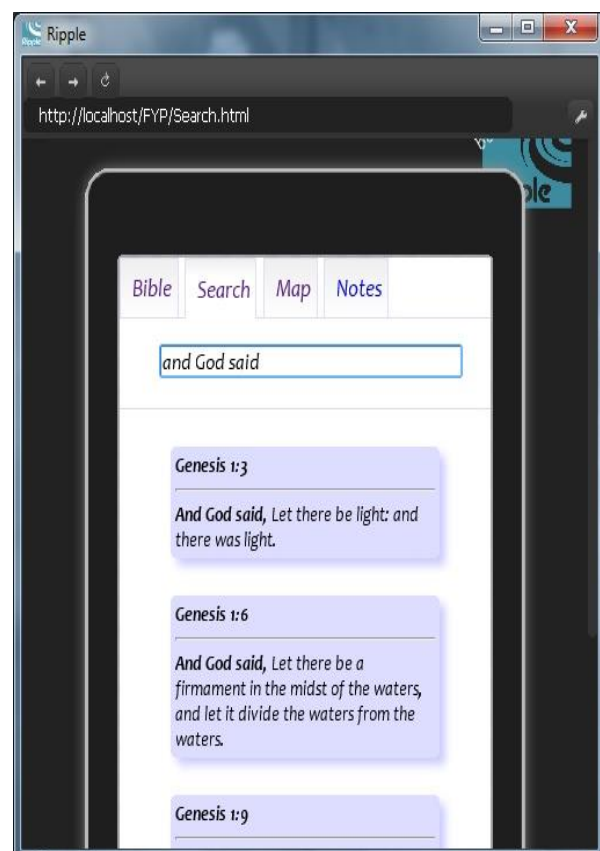 Ripple
Ripple
http://localhost/FYP/Search.html
Bible Search Map Notes
and God said
Genesis 1:3
And God said, Let there be light: and
there was light.
Genesis 1:6
And God said, Let there be a
firmament in the midst of the waters,
and let it divide the waters from the
waters.
Genesis 1:9